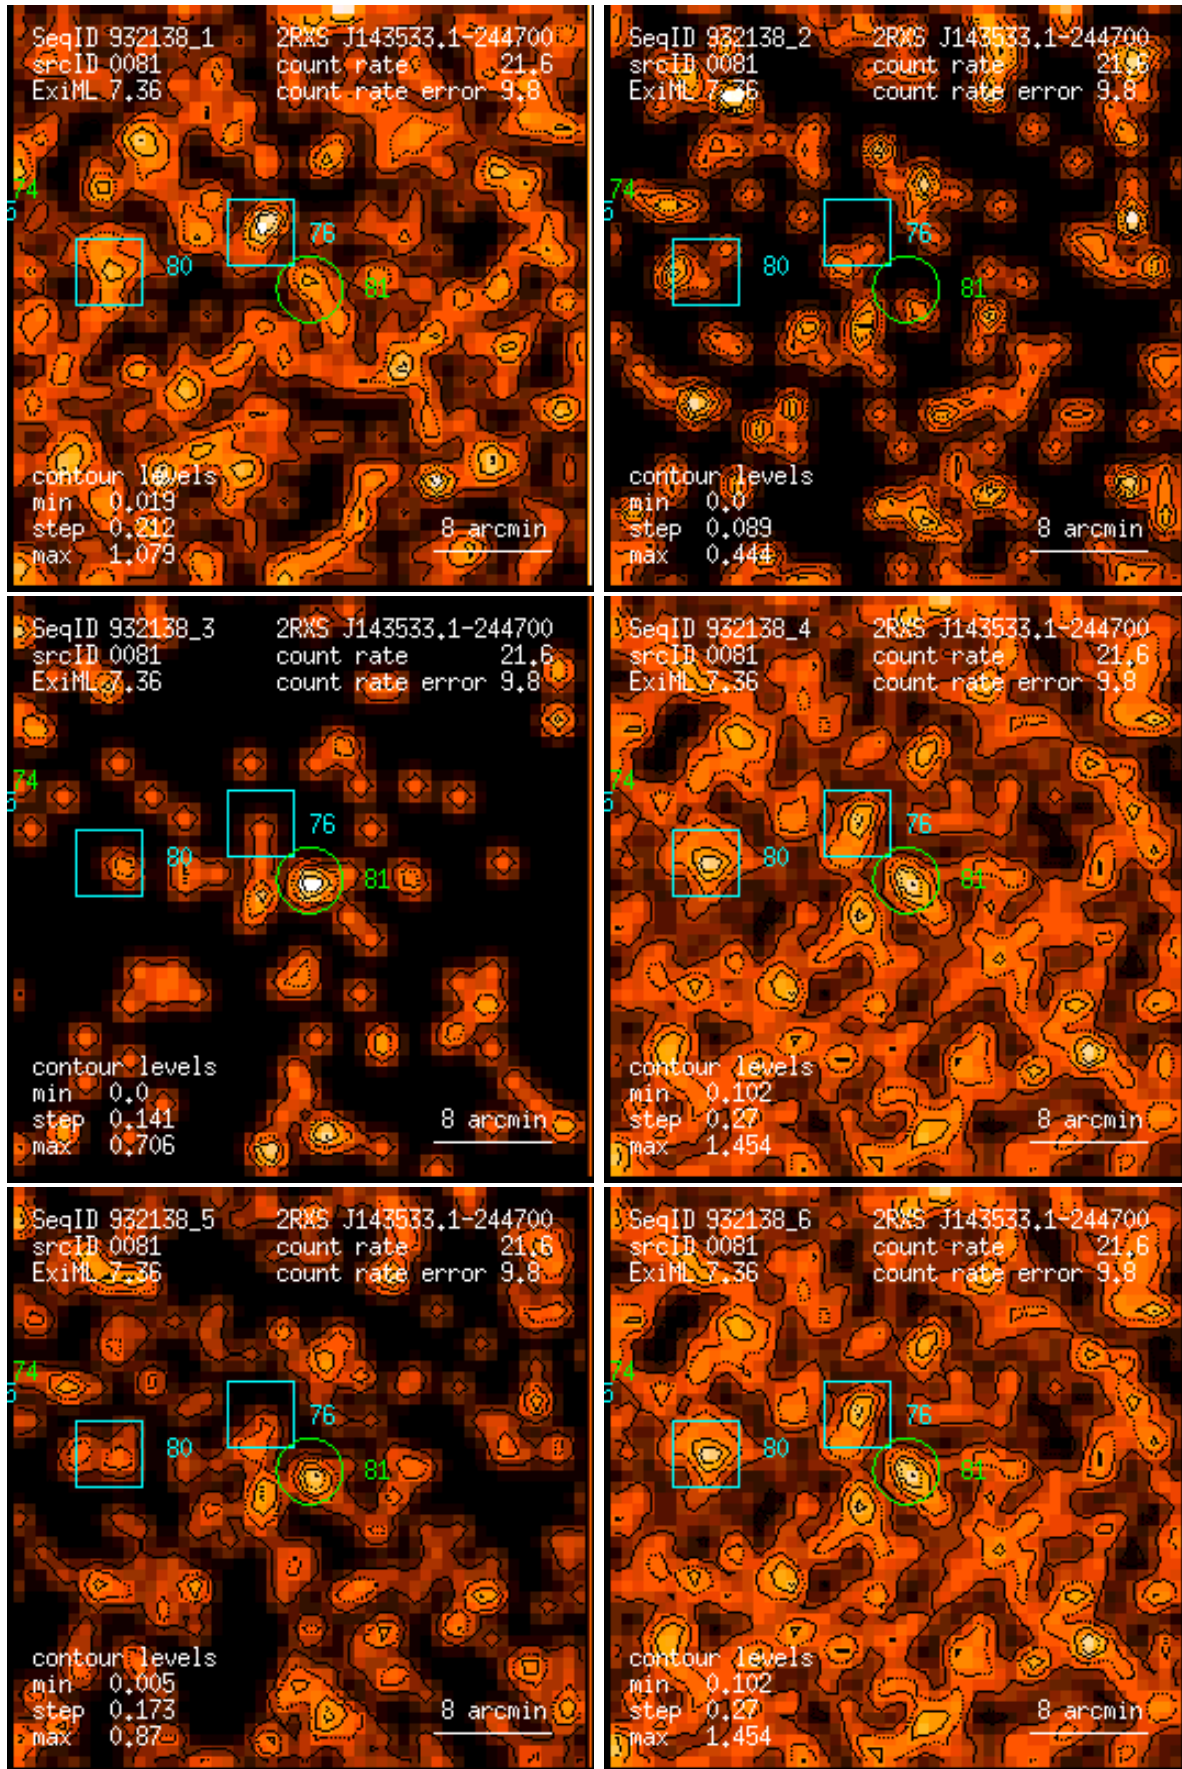 SeqID 932138_1 2RXS J143533.1-244700
srcID 0081 count rate 21.6
ExiML 7.36 count rate error 9.8
74
5
76
80
81
contour levels
min 0.019
step 0.212 8 arcmin
max 1.079
SeqID 932138_2 2RXS J143533.1-244700
srcID 0081 count rate 21.6
ExiML 7.36 count rate error 9.8
74
5
76
80
81
contour levels
min 0.0
step 0.089 8 arcmin
max 0.444
SeqID 932138_3 2RXS J143533.1-244700
srcID 0081 count rate 21.6
ExiML 7.36 count rate error 9.8
74
5
76
80
81
contour levels
min 0.0
step 0.141 8 arcmin
max 0.706
SeqID 932138_4 2RXS J143533.1-244700
srcID 0081 count rate 21.6
ExiML 7.36 count rate error 9.8
74
5
76
80
81
contour levels
min 0.102
step 0.27 8 arcmin
max 1.454
SeqID 932138_5 2RXS J143533.1-244700
srcID 0081 count rate 21.6
ExiML 7.36 count rate error 9.8
74
5
76
80
81
contour levels
min 0.005
step 0.173 8 arcmin
max 0.87
SeqID 932138_6 2RXS J143533.1-244700
srcID 0081 count rate 21.6
ExiML 7.36 count rate error 9.8
74
5
76
80
81
contour levels
min 0.102
step 0.27 8 arcmin
max 1.454